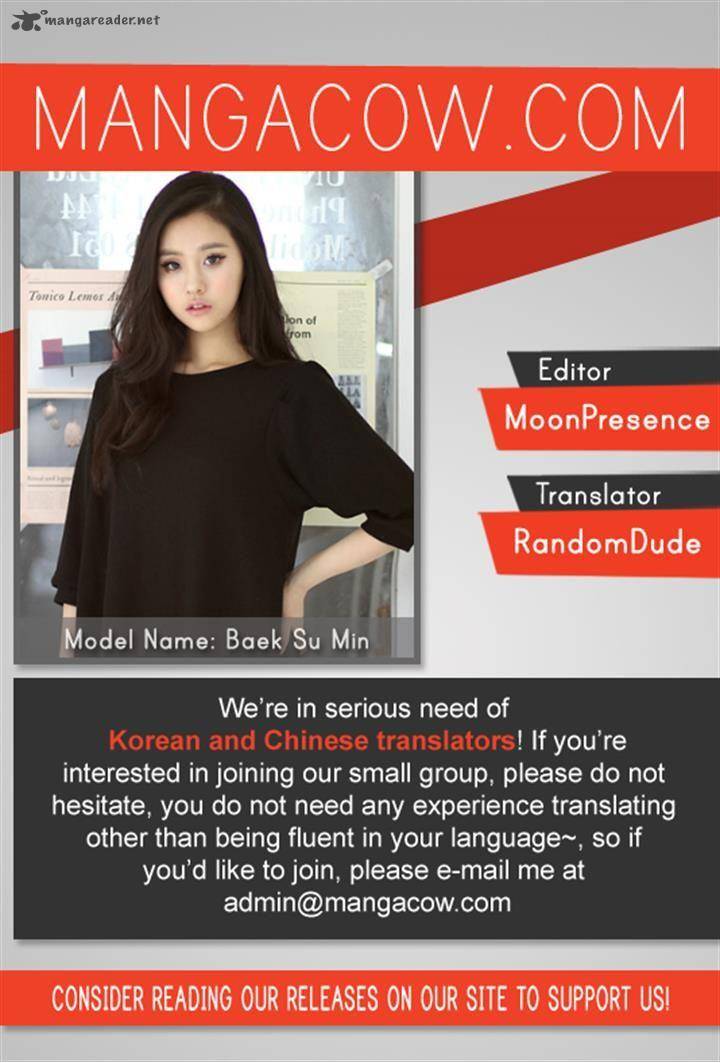 mangareader.net
MANGACOW.COM
Tonico Lemos
Editor
MoonPresence
Translator
RandomDude
Model Name: Baek Su Min
We're in serious need of
Korean and Chinese translators! If you're
interested in joining our small group, please do not
hesitate, you do not need any experience translating
other than being fluent in your language~, so if
you'd like to join, please e-mail me at
admin@mangacow.com
CONSIDER READING OUR RELEASES ON OUR SITE TO SUPPORT US!